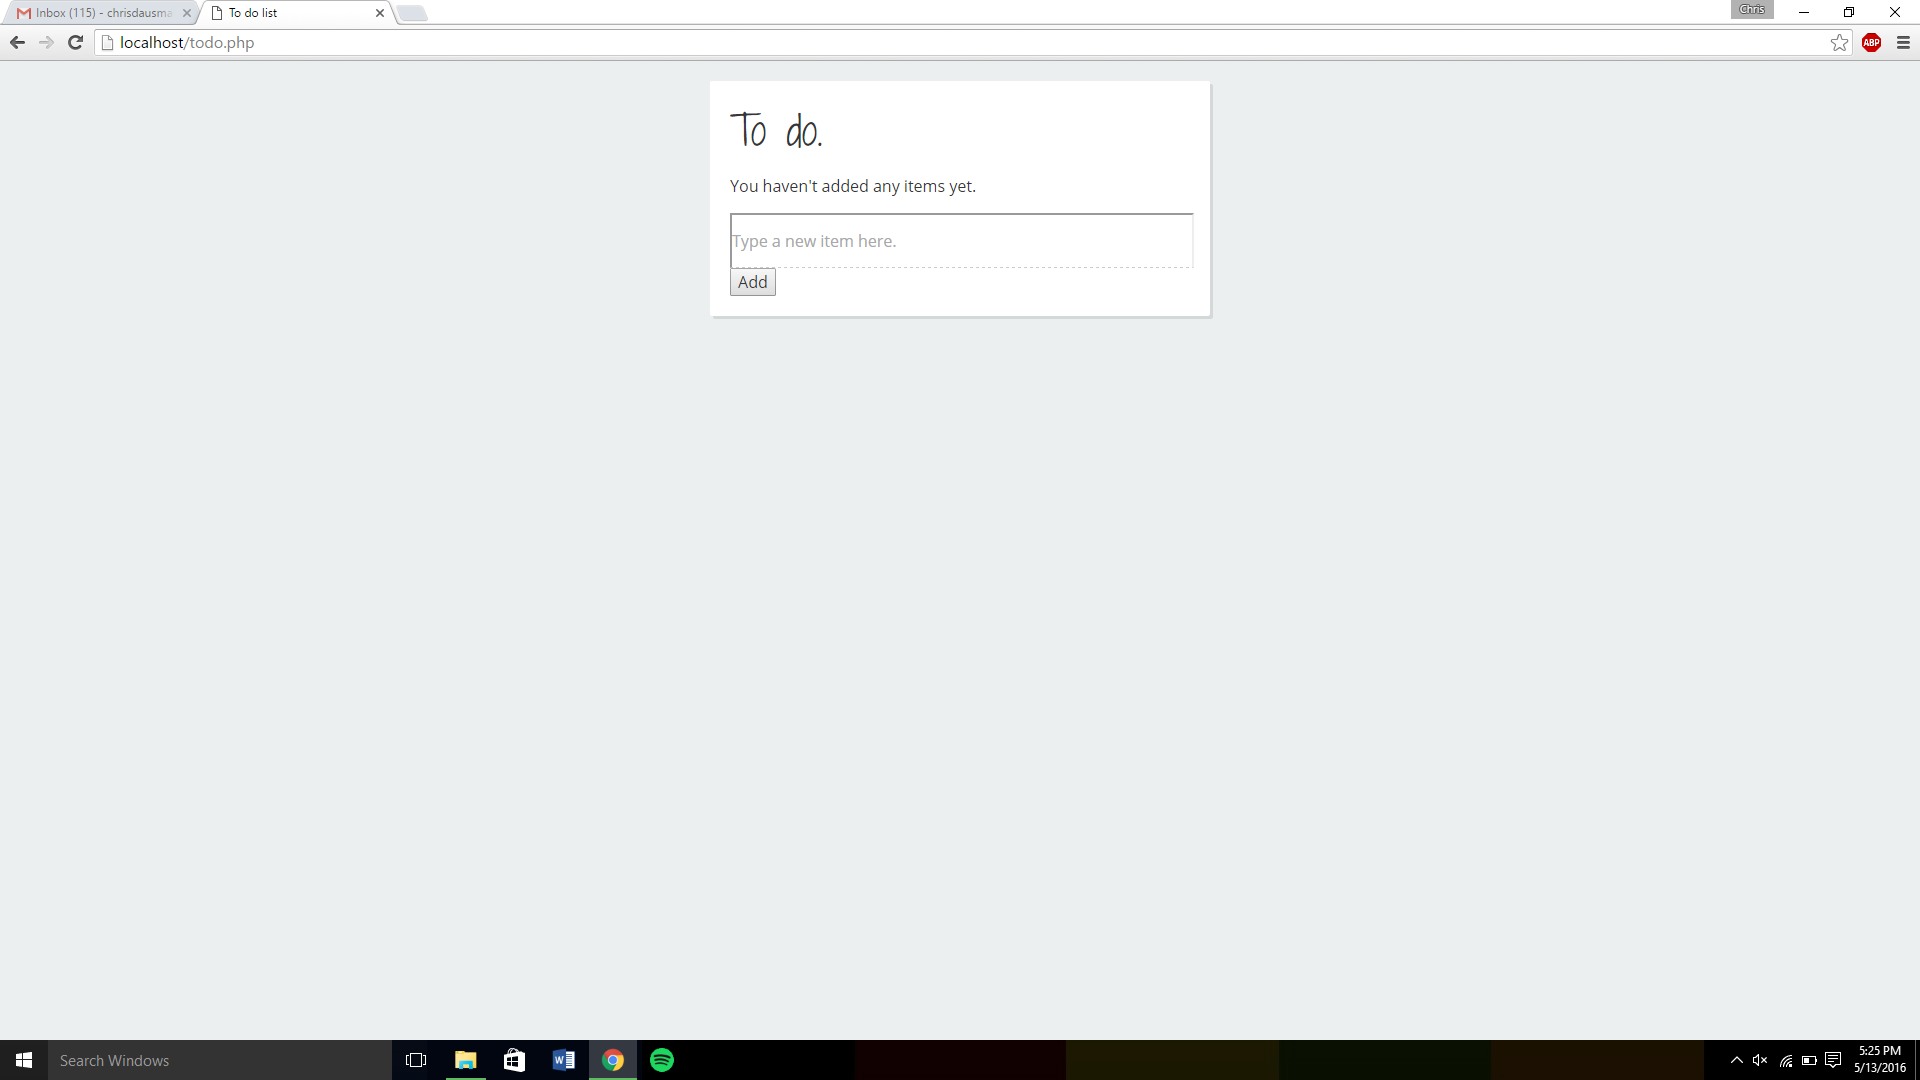 Inbox (115) - chrisdausma
To do list
Chris
localhost/todo.php
ABP
To do.
You haven't added any items yet.
Type a new item here.
Add
Search Windows
5:25 PM
5/13/2016